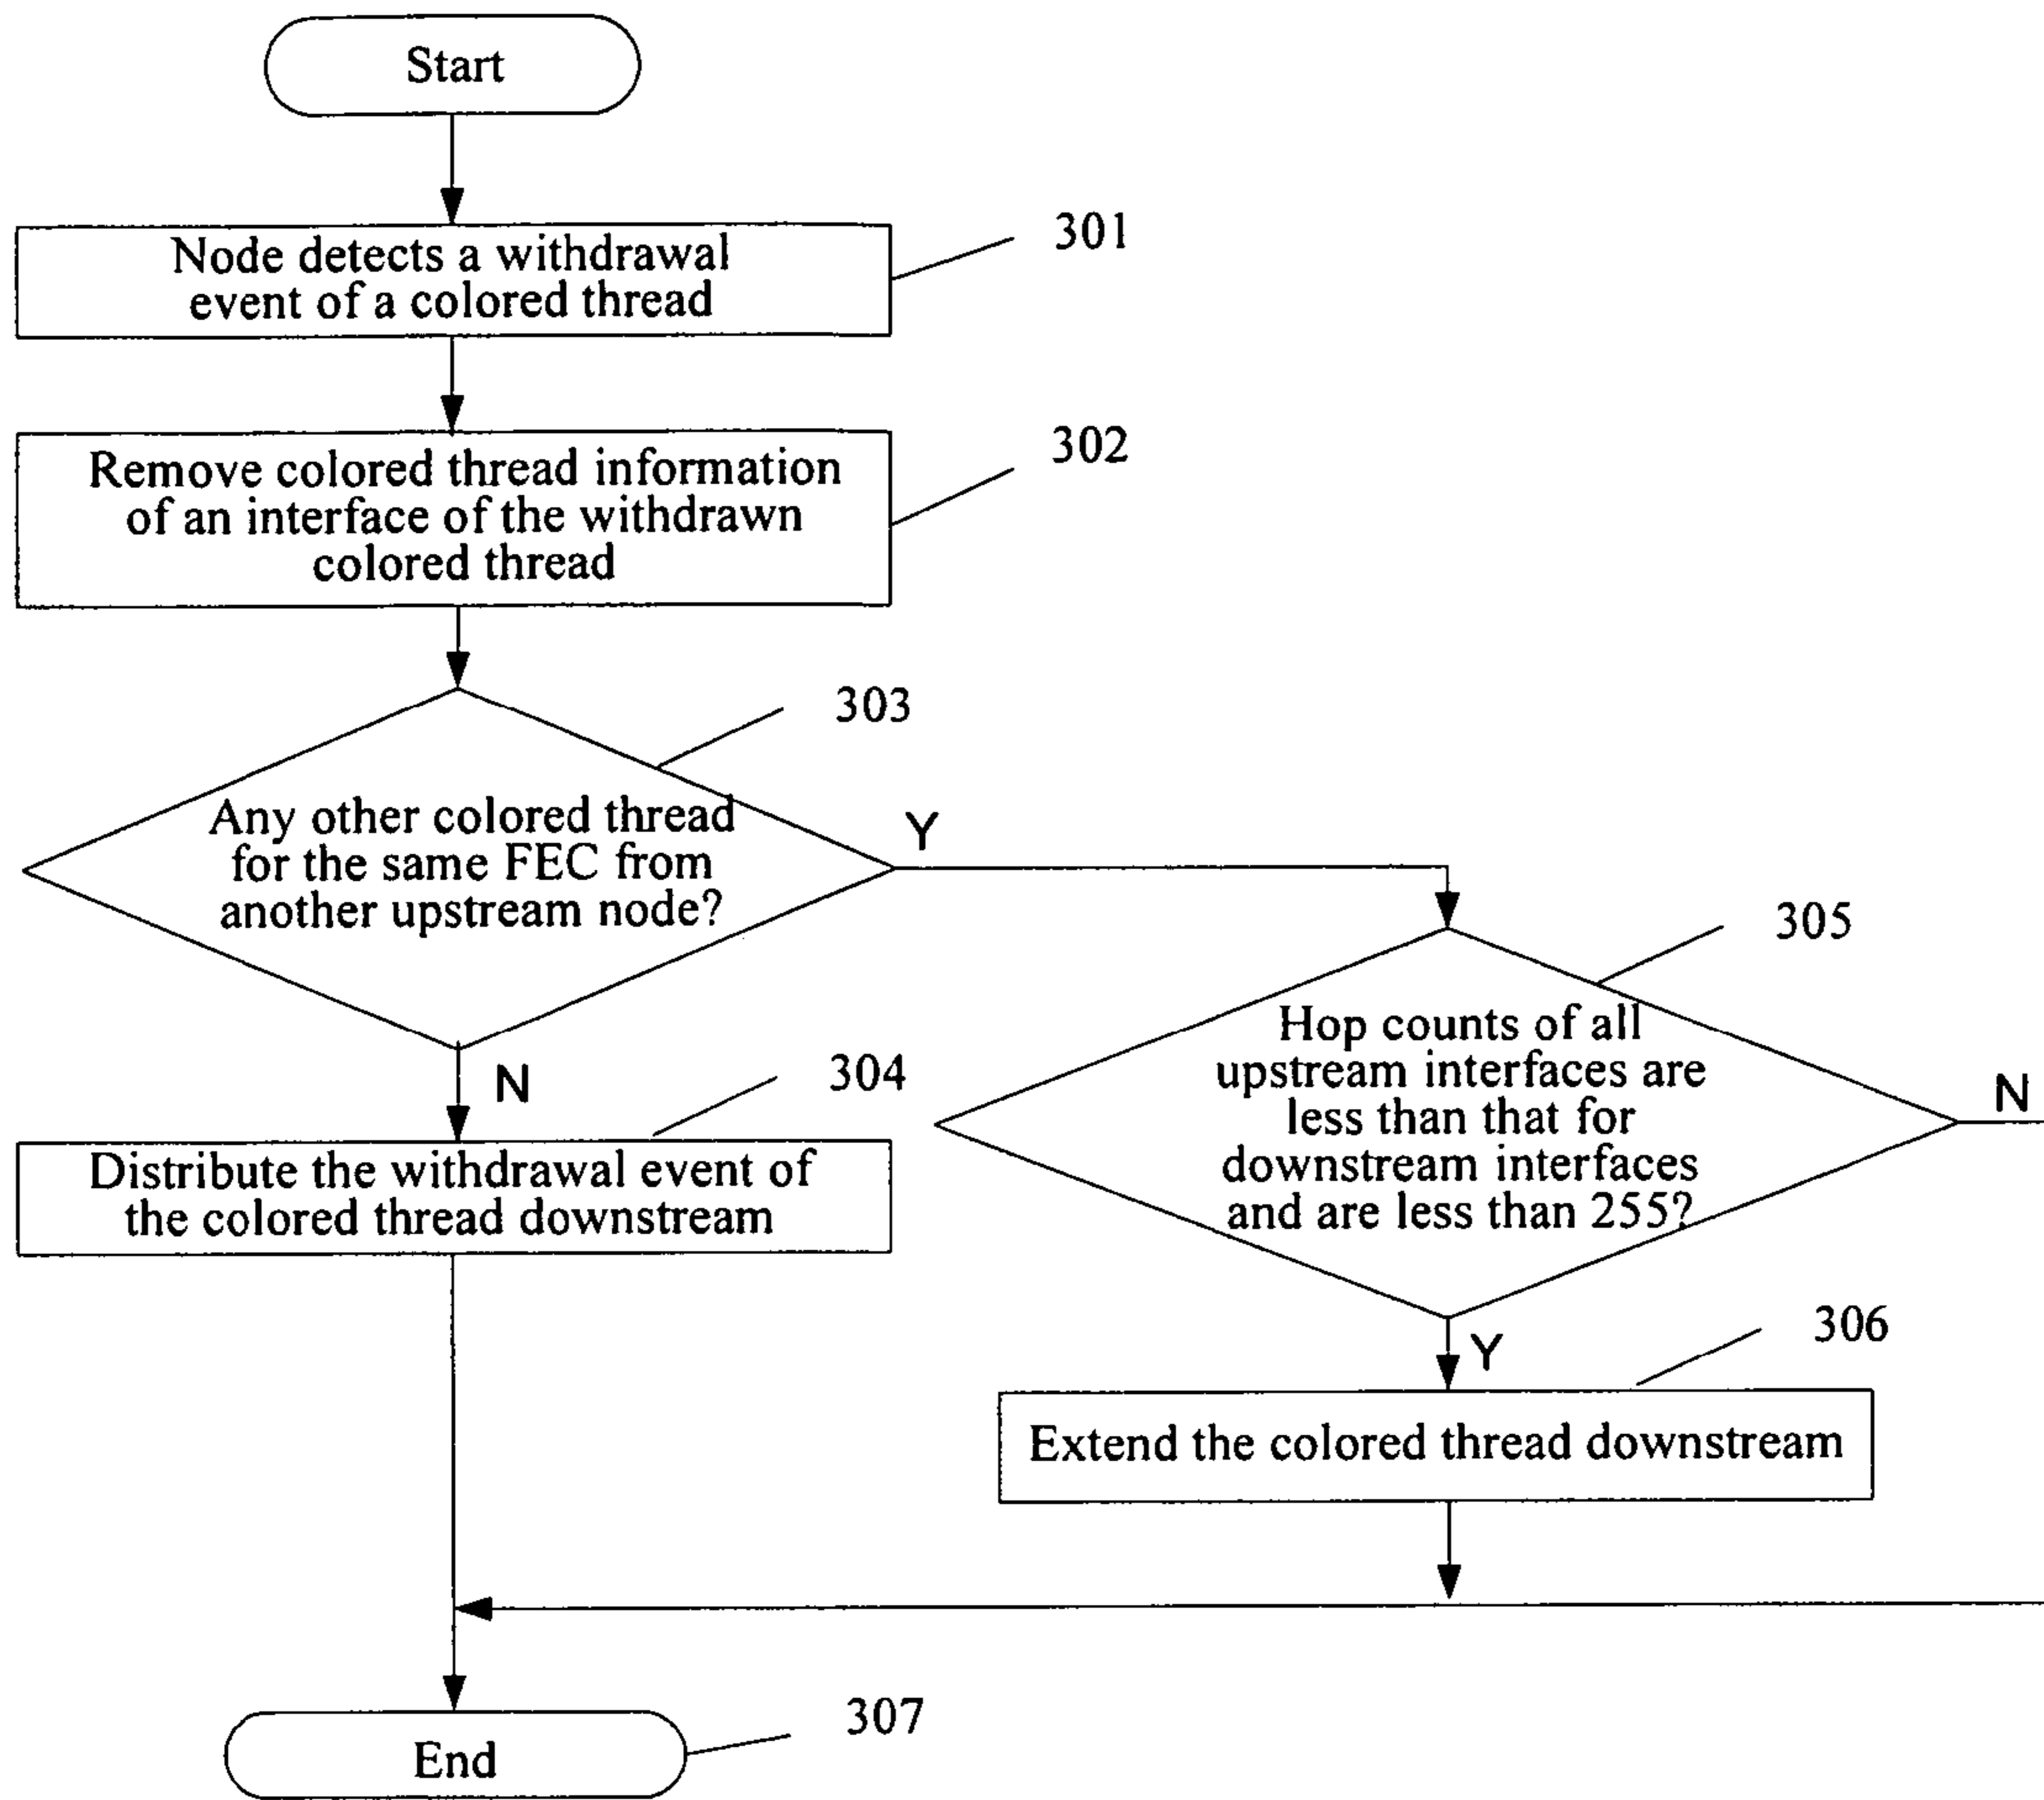 Start
301
Node detects a withdrawal
event of a colored thread
302
Remove colored thread information
of an interface of the withdrawn
colored thread
303
Any other colored thread
for the same FEC from
another upstream node?
Y
N
304
Distribute the withdrawal event of
the colored thread downstream
305
Hop counts of all
upstream interfaces are
less than that for
downstream interfaces
and are less than 255?
N
Y
306
Extend the colored thread downstream
307
End